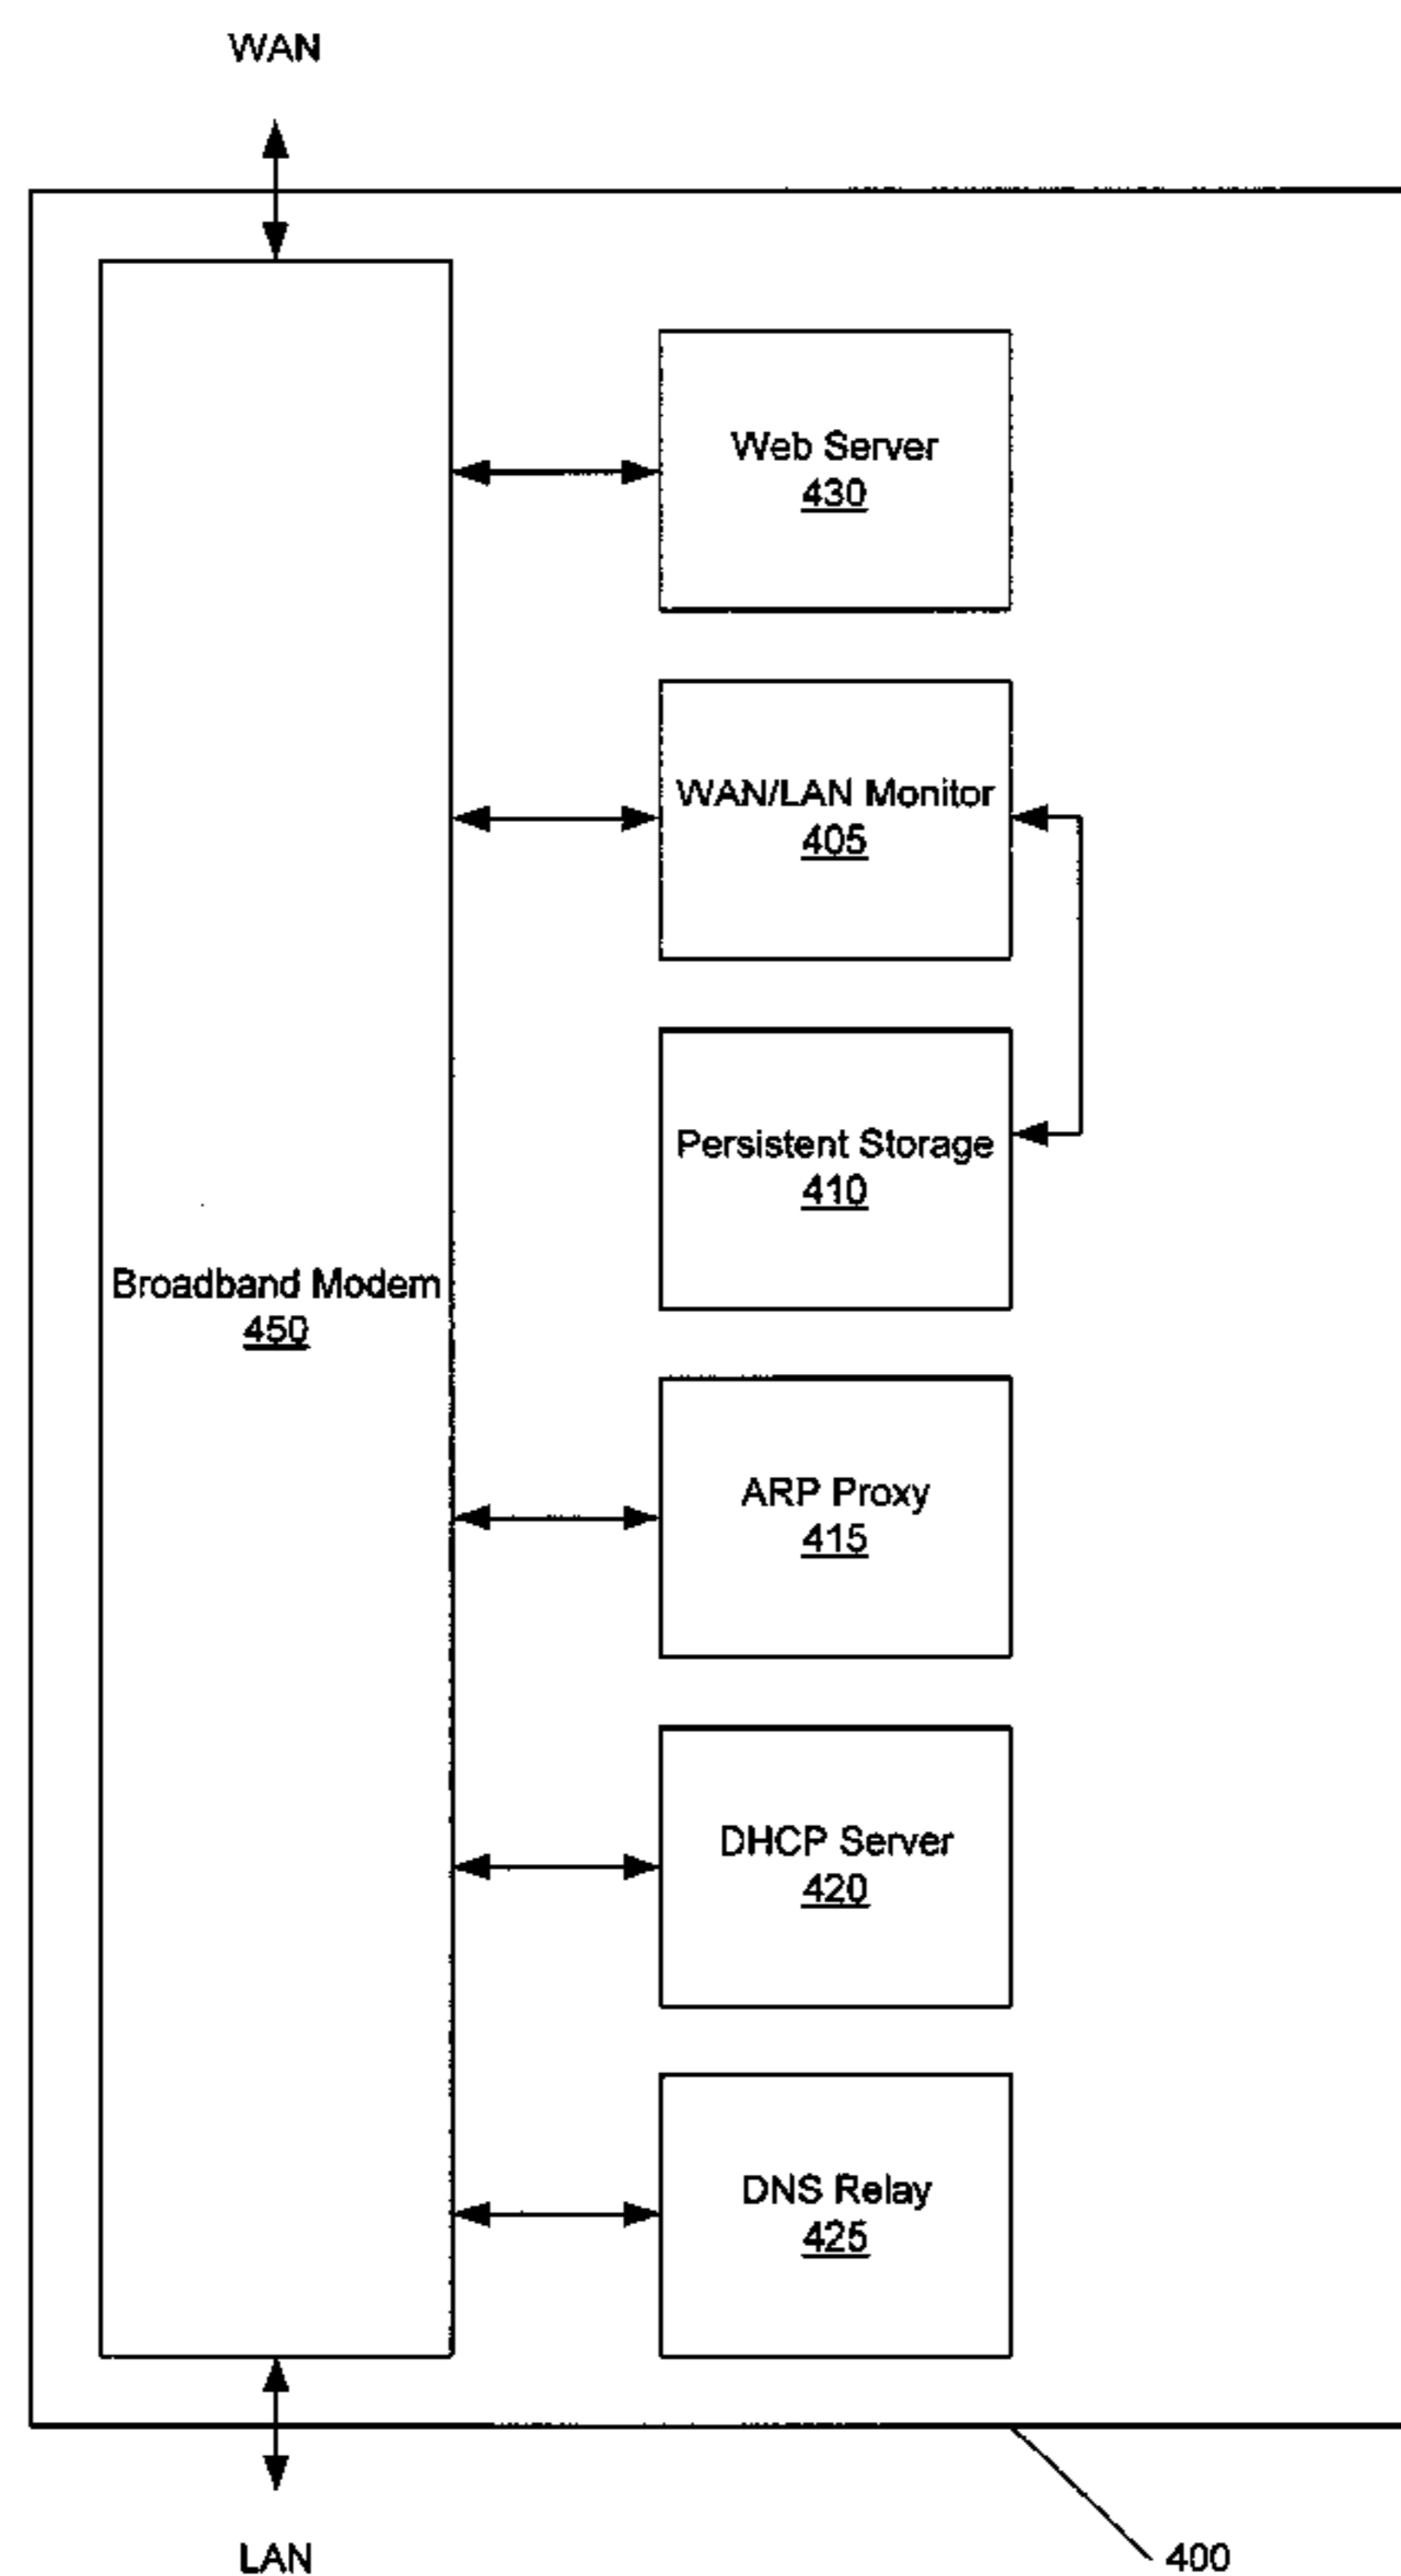 WAN
Web Server
430
WAN/LAN Monitor
405
Persistent Storage
410
Broadband Modem
450
ARP Proxy
415
DHCP Server
420
DNS Relay
425
LAN
400